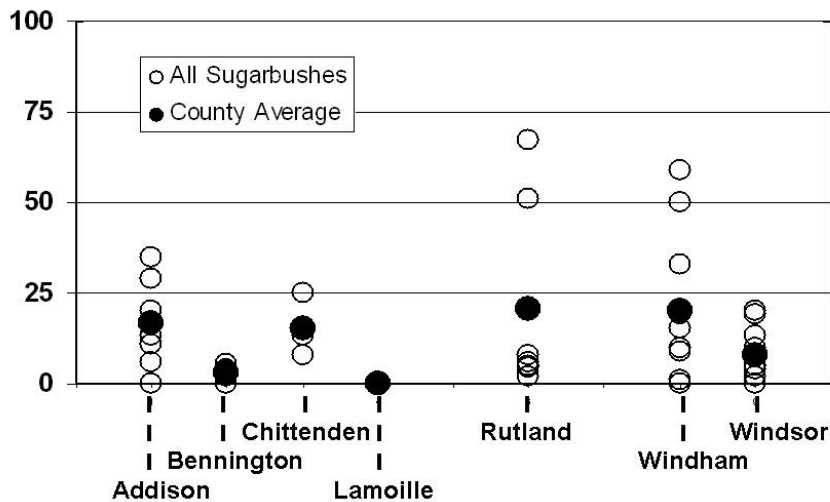 100
All Sugarbushes
County Average
75
50
25
0
Chittenden
Rutland
Windsor
Bennington
Windham
Addison
Lamoille